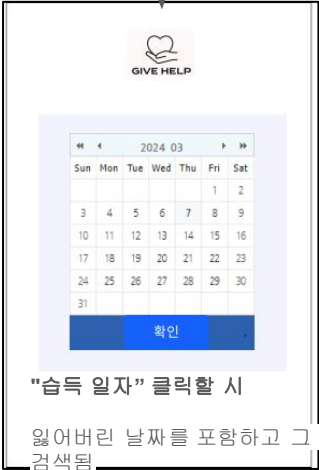 GIVE HELP
2024 03
Sun Mon Tue Wed Thu Fri Sat
1 2
3 4 5 6 7 8 9
10 11 12 13 14 15 16
17 18 19 20 21 22 23
24 25 26 27 28 29 30
31
확인
"습득 일자” 클릭할 시
잃어버린 날짜를 포함하고 그
검색됨